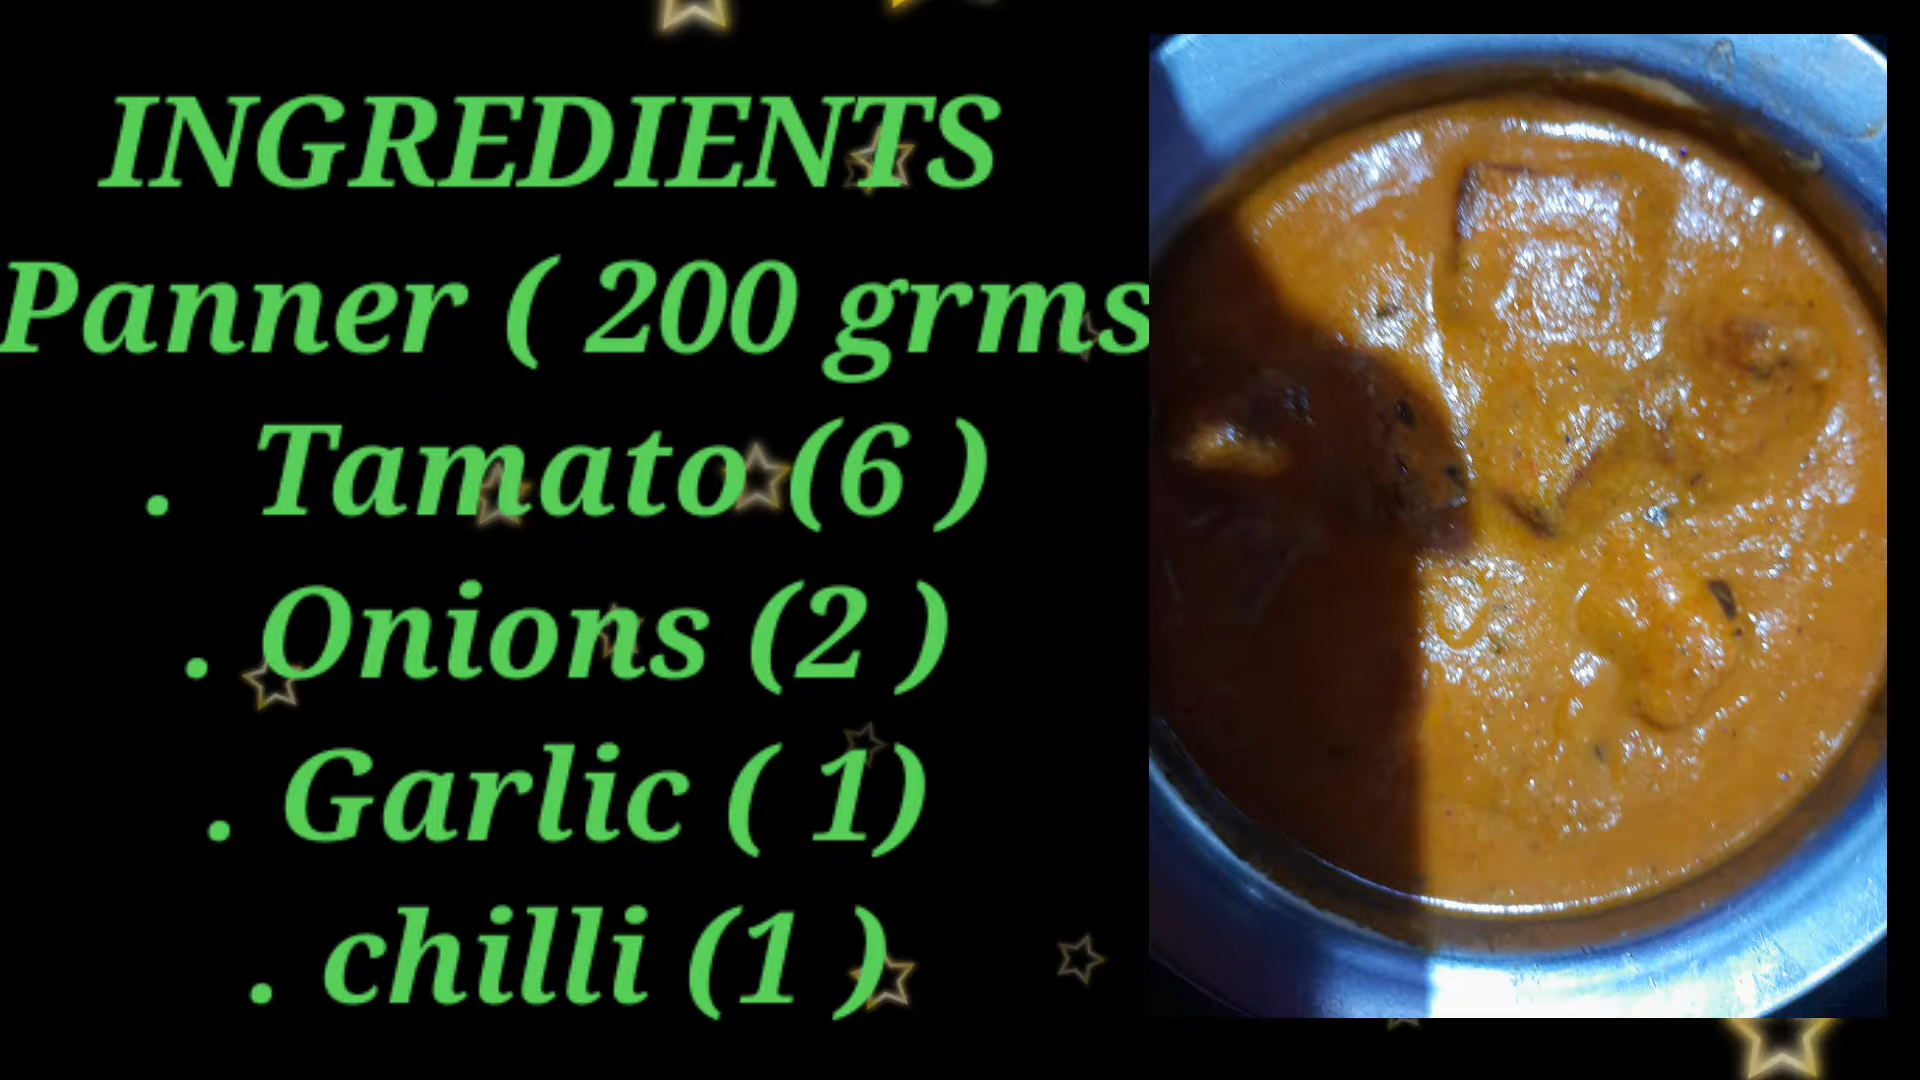 INGREDIENTS
Panner ( 200 grms
. Tamato (6 )
. Onions (2 )
. Garlic ( 1)
. chilli (1 )